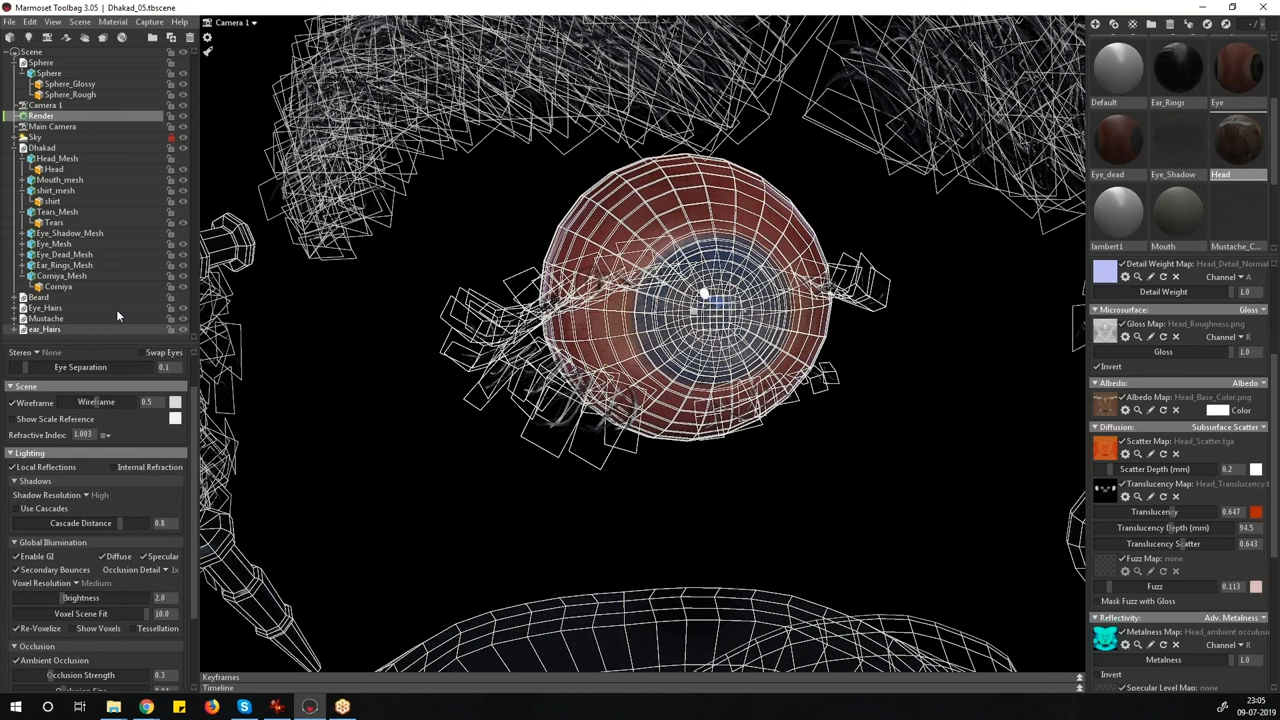 Marmoset Toolbag 3.05 - Dhakad_05.tbscene
File Edit View Scene Material Capture Help
Camera 1
Scene
Sphere
Sphere
Sphere_Glossy
Sphere_Rough
Camera 1
Render
Main Camera
Sky
Dhakad
Head_Mesh
Head
Mouth_mesh
shirt_mesh
shirt
Tears_Mesh
Tears
Eye_Shadow_Mesh
Eye_Mesh
Eye_Dead_Mesh
Ear_Rings_Mesh
Corniya_Mesh
Corniya
Beard
Eye_Hairs
Mustache
ear_Hairs
Stereo None Swap Eyes
Eye Separation 0.1
Scene
Wireframe Wireframe 0.5
Show Scale Reference
Refractive Index: 1.003
Lighting
Local Reflections Internal Refraction
Shadows
Shadow Resolution High
Use Cascades
Cascade Distance 0.8
Global Illumination
Enable GI Diffuse Specular
Secondary Bounces Occlusion Detail 1x
Voxel Resolution Medium
Brightness 2.0
Voxel Scene Fit 10.0
Re-Voxelize Show Voxels Tessellation
Occlusion
Ambient Occlusion
Occlusion Strength 0.3
Keyframes
Timeline
Default Ear_Rings Eye
Eye_dead Eye_Shadow Head
lambert1 Mouth Mustache_C...
Detail Weight Map: Head_Detail_Normal
Channel A
Detail Weight 1.0
Microsurface: Gloss
Gloss Map: Head_Roughness.png
Channel R
Gloss 1.0
Invert
Albedo: Albedo
Albedo Map: Head_Base_Color.png
Color
Diffusion: Subsurface Scatter
Scatter Map: Head_Scatter.tga
Scatter Depth (mm) 0.2
Translucency Map: Head_Translucency.t
Translucency 0.647
Translucency Depth (mm) 94.5
Translucency Scatter 0.643
Fuzz Map: none
Fuzz 0.113
Mask Fuzz with Gloss
Reflectivity: Adv. Metalness
Metalness Map: Head_ambient occulusio
Channel R
Metalness 1.0
Invert
23:05
09-07-2019